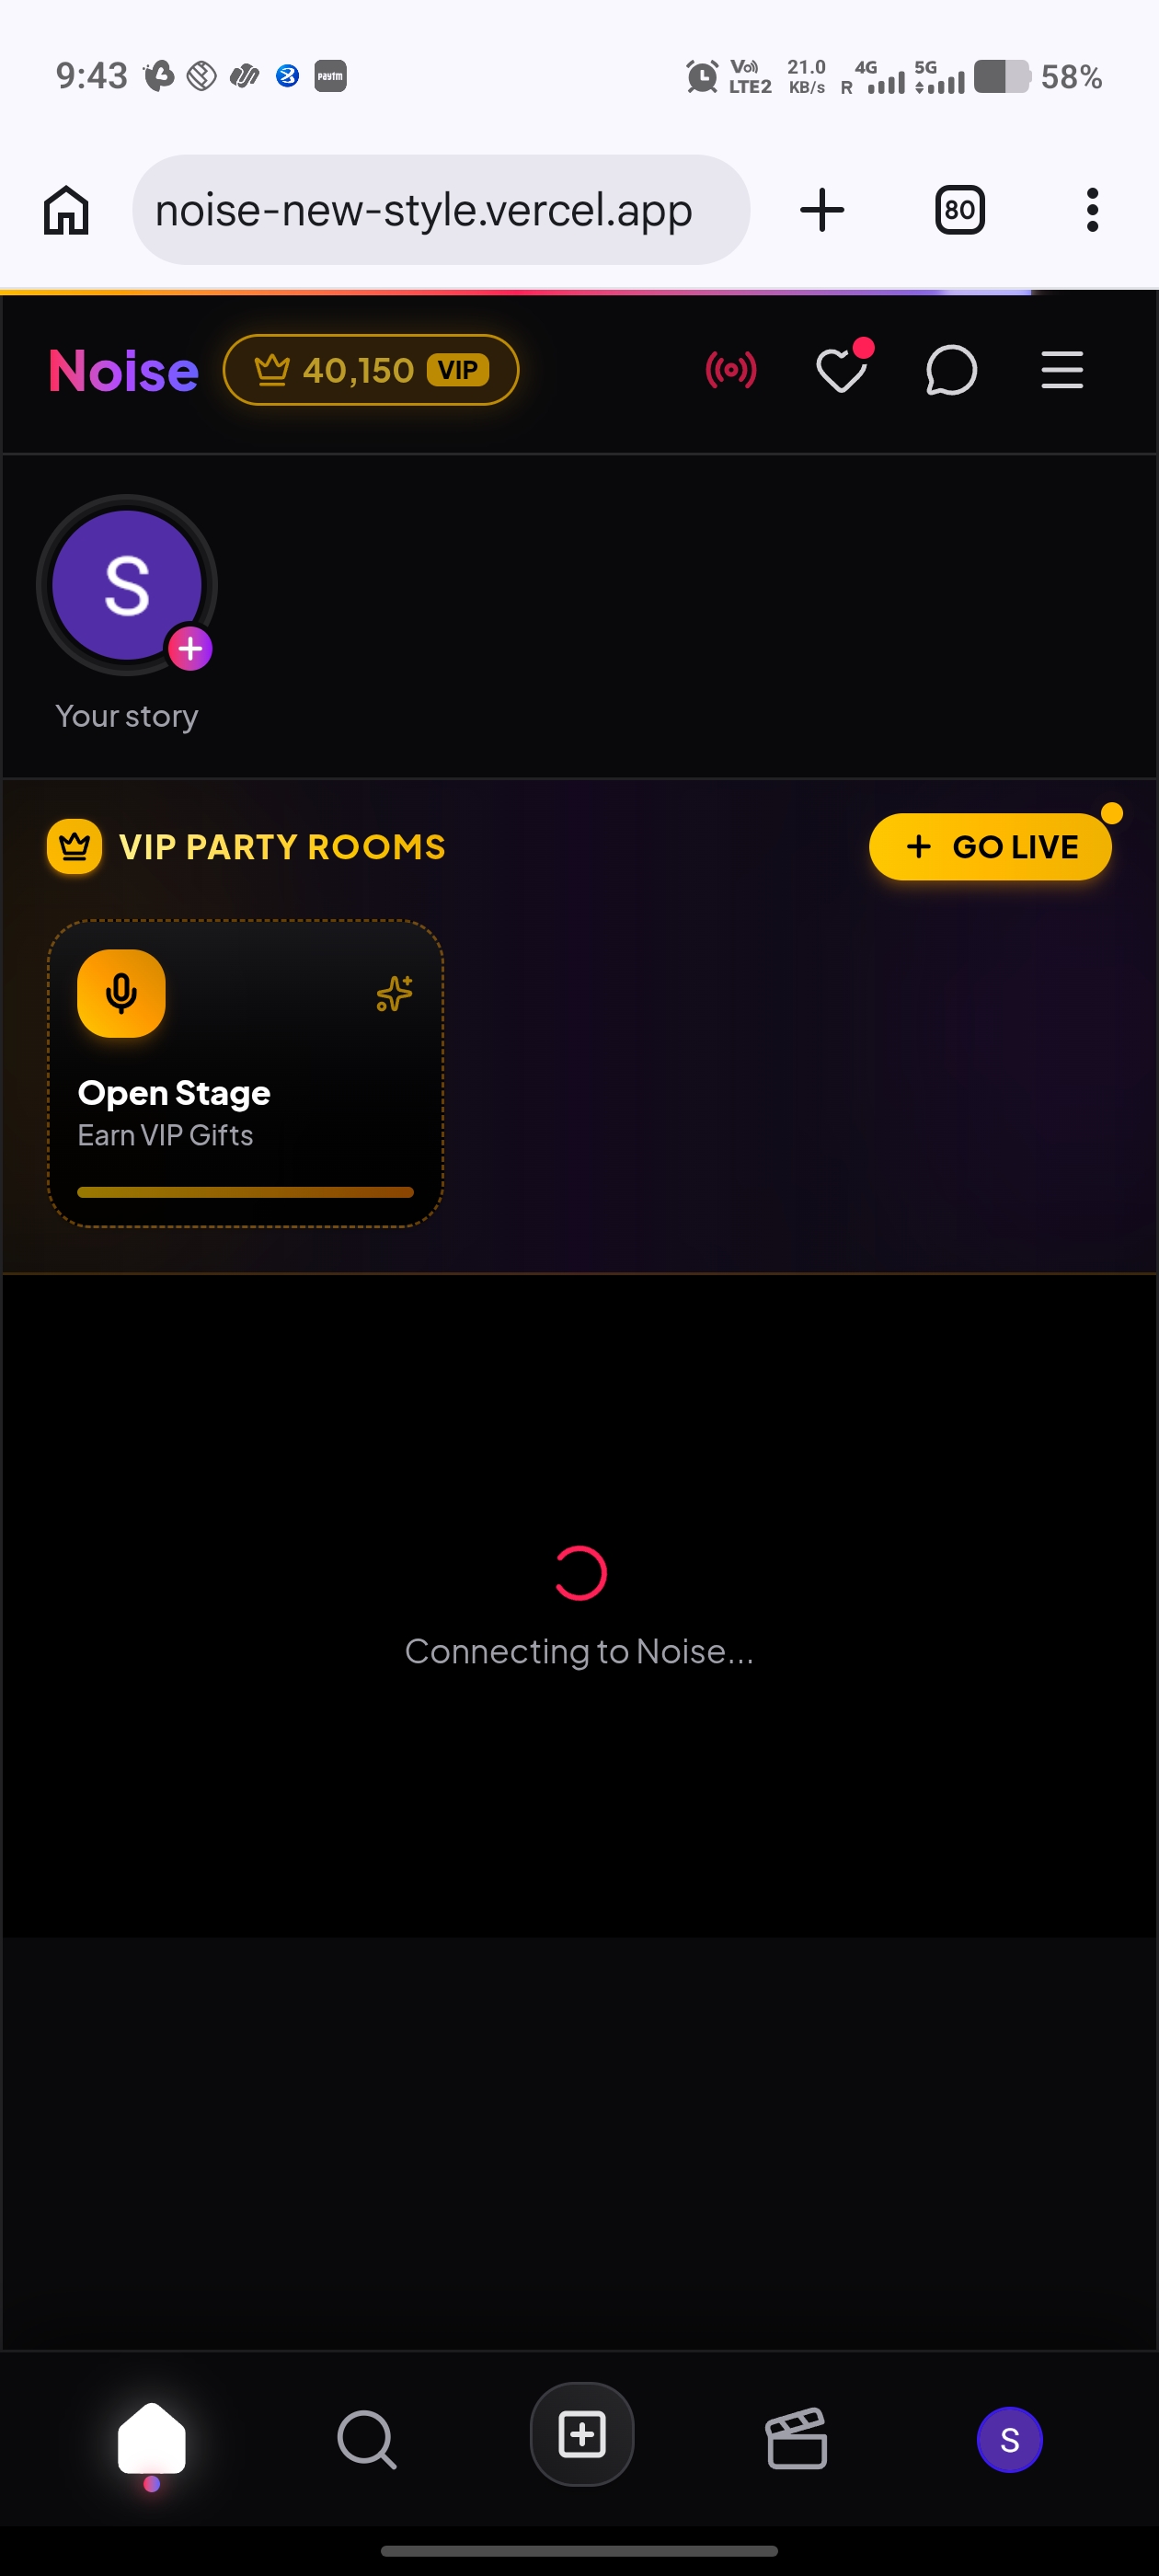 9:43
paytm
Vo)) LTE2
21.0 KB/s
R 4G 5G
58%
noise-new-style.vercel.app
80
Noise
40,150 VIP
S
Your story
VIP PARTY ROOMS
+ GO LIVE
Open Stage
Earn VIP Gifts
Connecting to Noise...
S